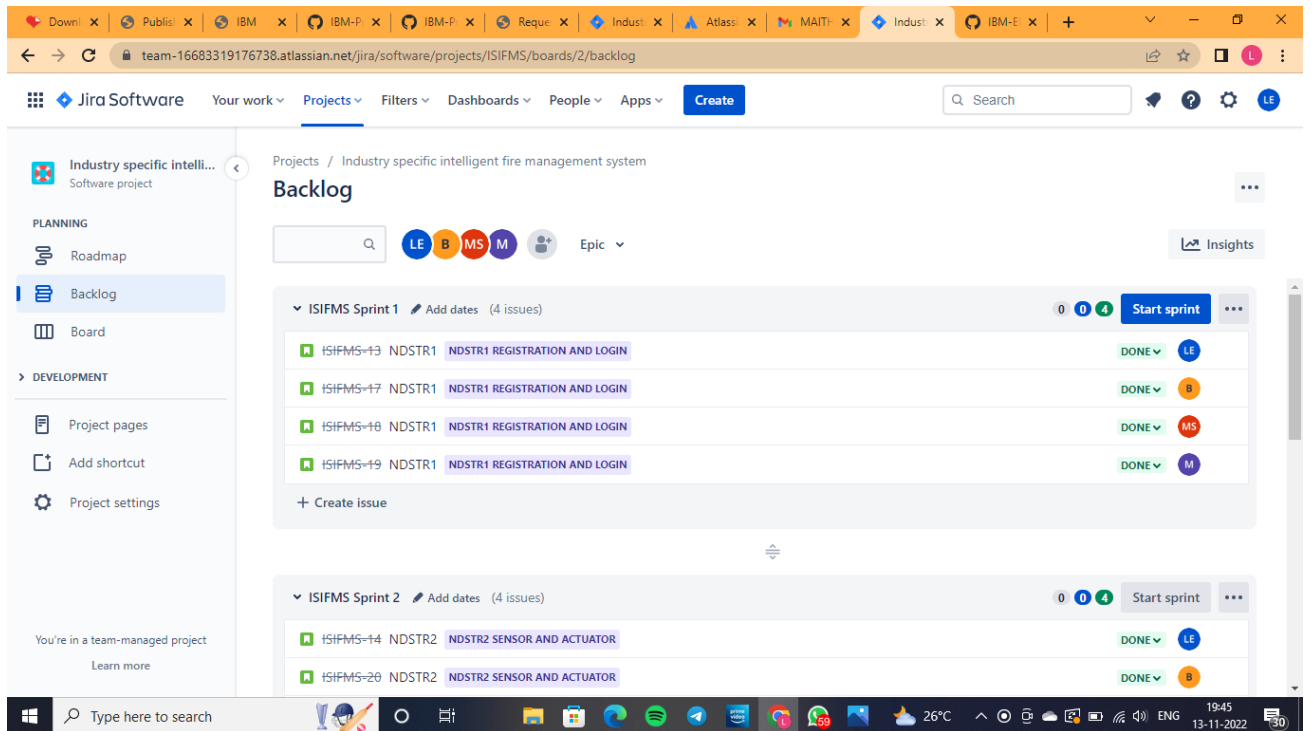 Downl
Publisl
IBM
IBM-P
IBM-P
Reque
Indust
Atlassi
MAITH
Industr
IBM-E
team-16683319176738.atlassian.net/jira/software/projects/ISIFMS/boards/2/backlog
L
Jira Software Your work Projects Filters Dashboards People Apps Create Search LE
Industry specific intelli...
Software project
PLANNING
Roadmap
Backlog
Board
DEVELOPMENT
Project pages
Add shortcut
Project settings
You're in a team-managed project
Learn more
Projects / Industry specific intelligent fire management system
Backlog
LE B MS M Epic Insights
ISIFMS Sprint 1 Add dates (4 issues) 0 0 4 Start sprint
ISIFMS-13 NDSTR1 NDSTR1 REGISTRATION AND LOGIN DONE LE
ISIFMS-17 NDSTR1 NDSTR1 REGISTRATION AND LOGIN DONE B
ISIFMS-18 NDSTR1 NDSTR1 REGISTRATION AND LOGIN DONE MS
ISIFMS-19 NDSTR1 NDSTR1 REGISTRATION AND LOGIN DONE M
+ Create issue
ISIFMS Sprint 2 Add dates (4 issues) 0 0 4 Start sprint
ISIFMS-14 NDSTR2 NDSTR2 SENSOR AND ACTUATOR DONE LE
ISIFMS-20 NDSTR2 NDSTR2 SENSOR AND ACTUATOR DONE B
Type here to search
prime video
59
26°C
ENG
19:45
13-11-2022
30